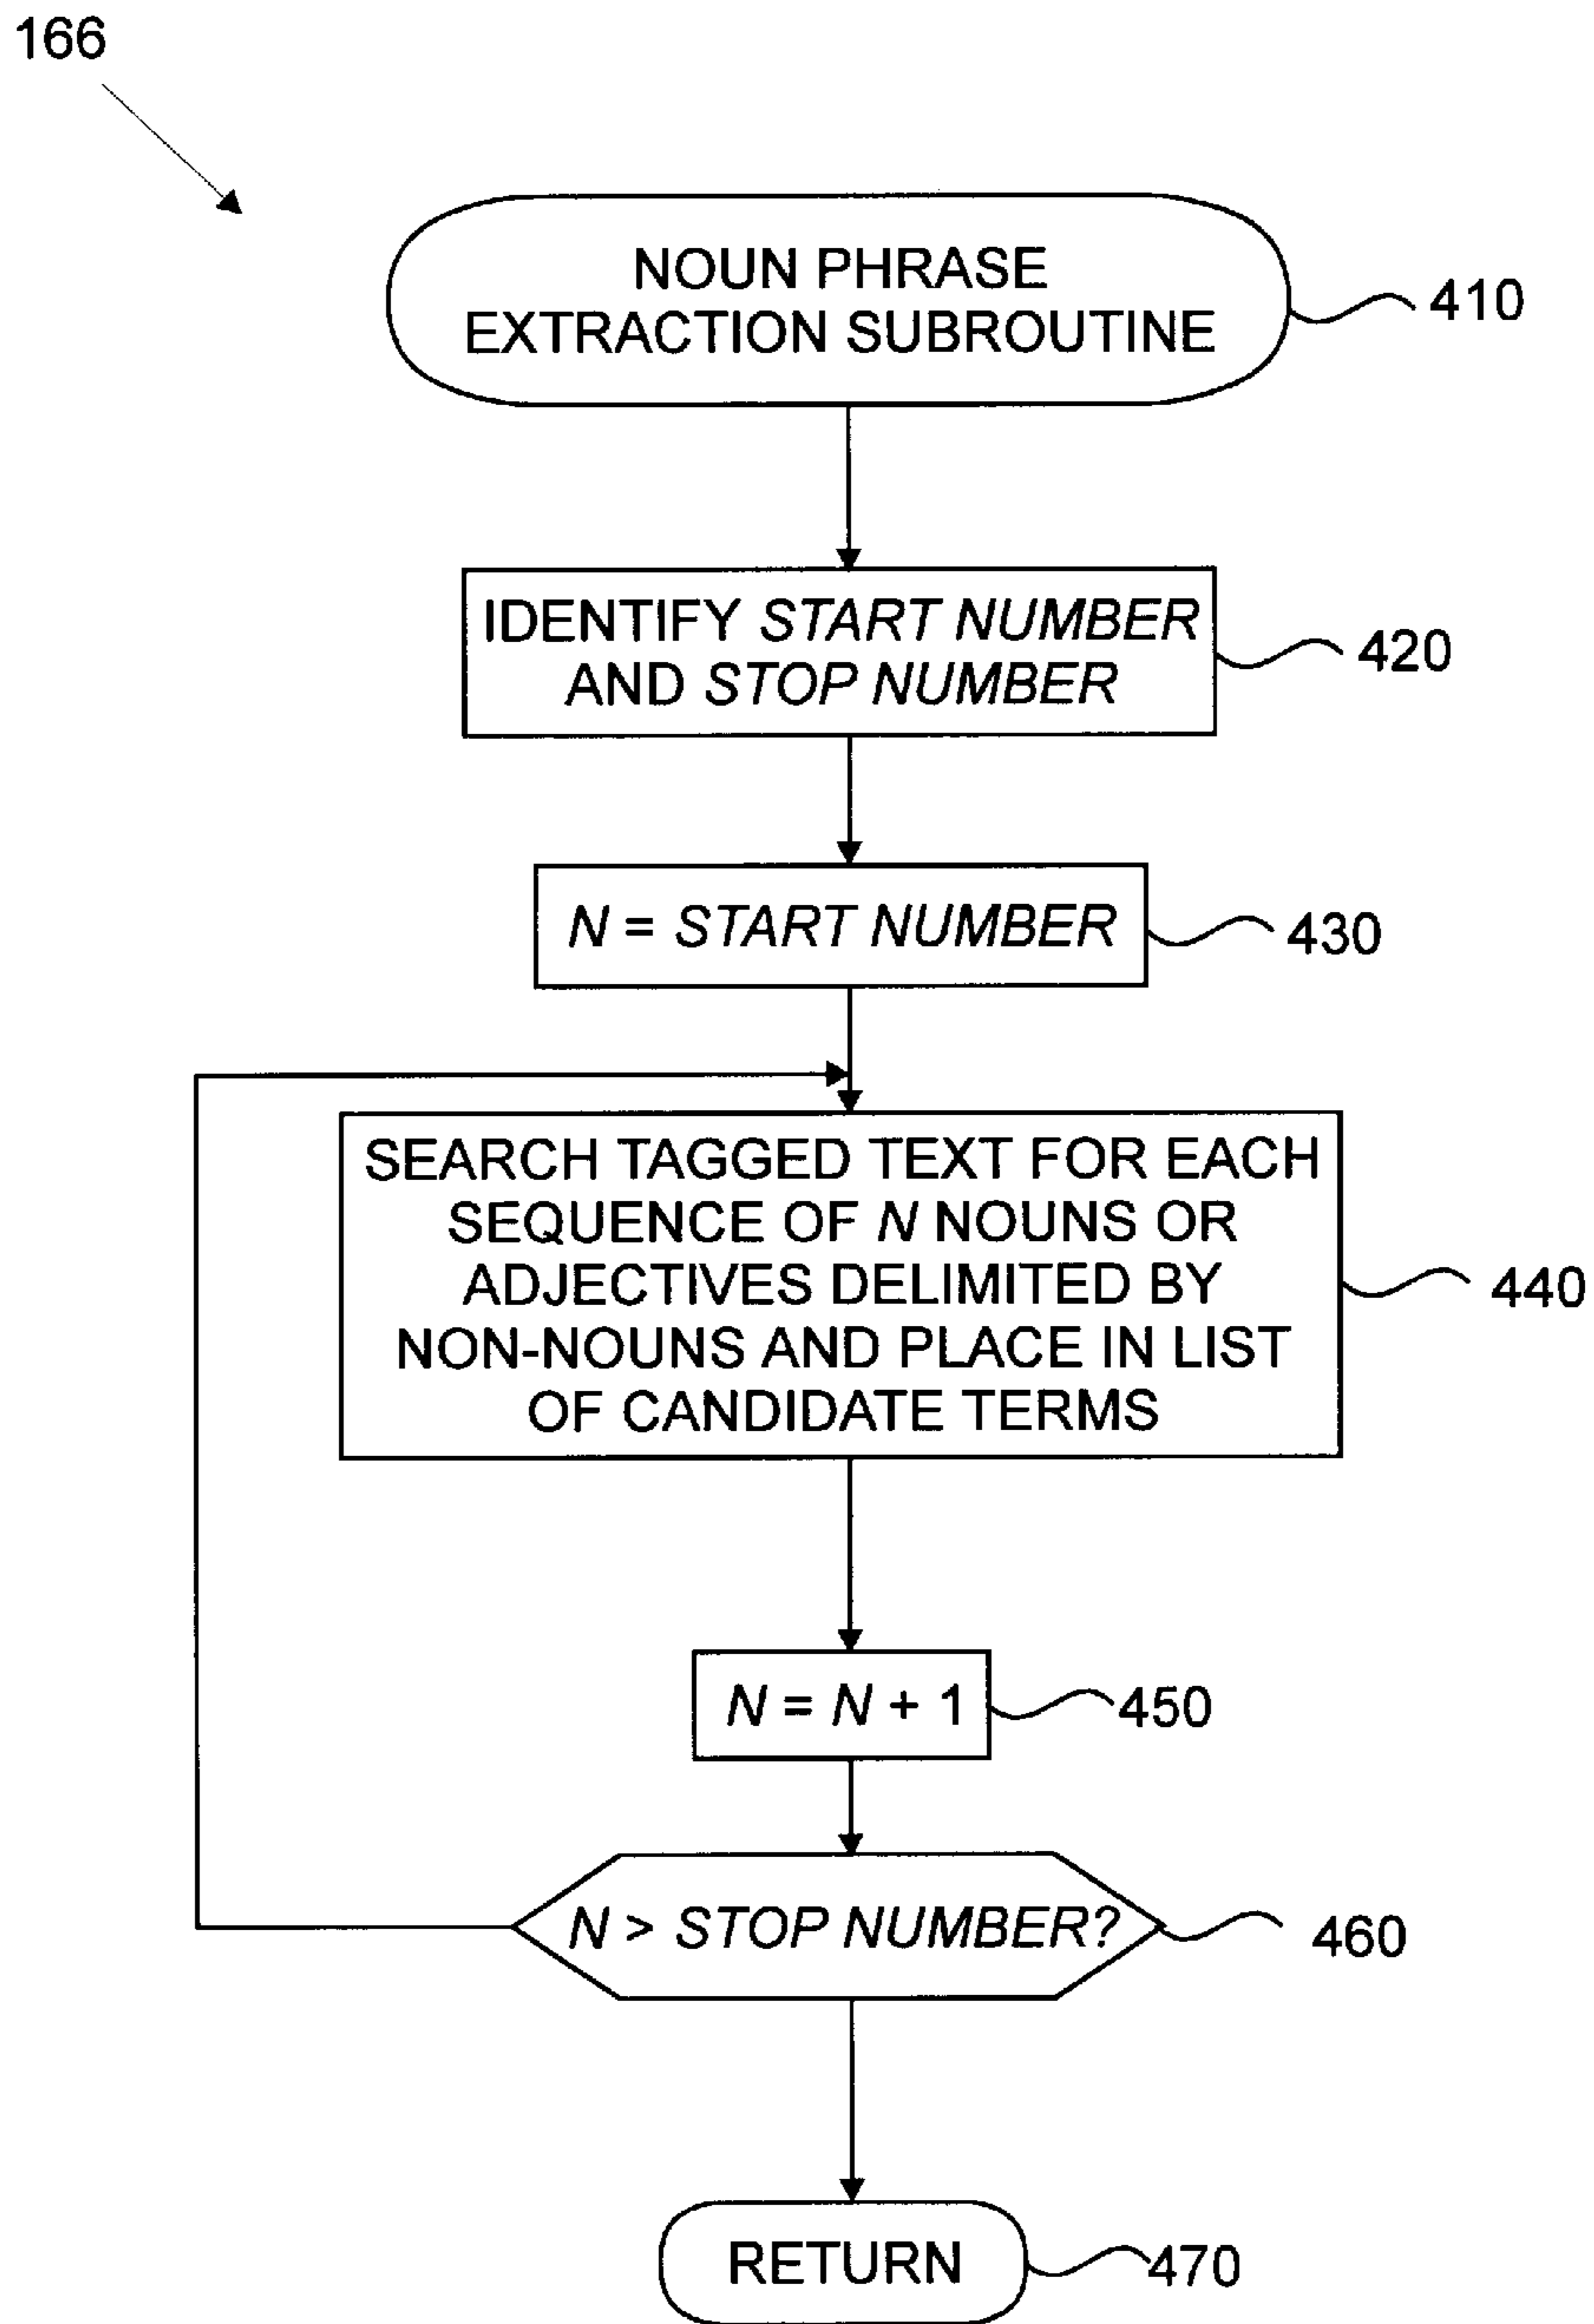 166
NOUN PHRASE
EXTRACTION SUBROUTINE
410
IDENTIFY START NUMBER
AND STOP NUMBER
420
N = START NUMBER
430
SEARCH TAGGED TEXT FOR EACH
SEQUENCE OF N NOUNS OR
ADJECTIVES DELIMITED BY
NON-NOUNS AND PLACE IN LIST
OF CANDIDATE TERMS
440
N = N + 1
450
N > STOP NUMBER?
460
RETURN
470